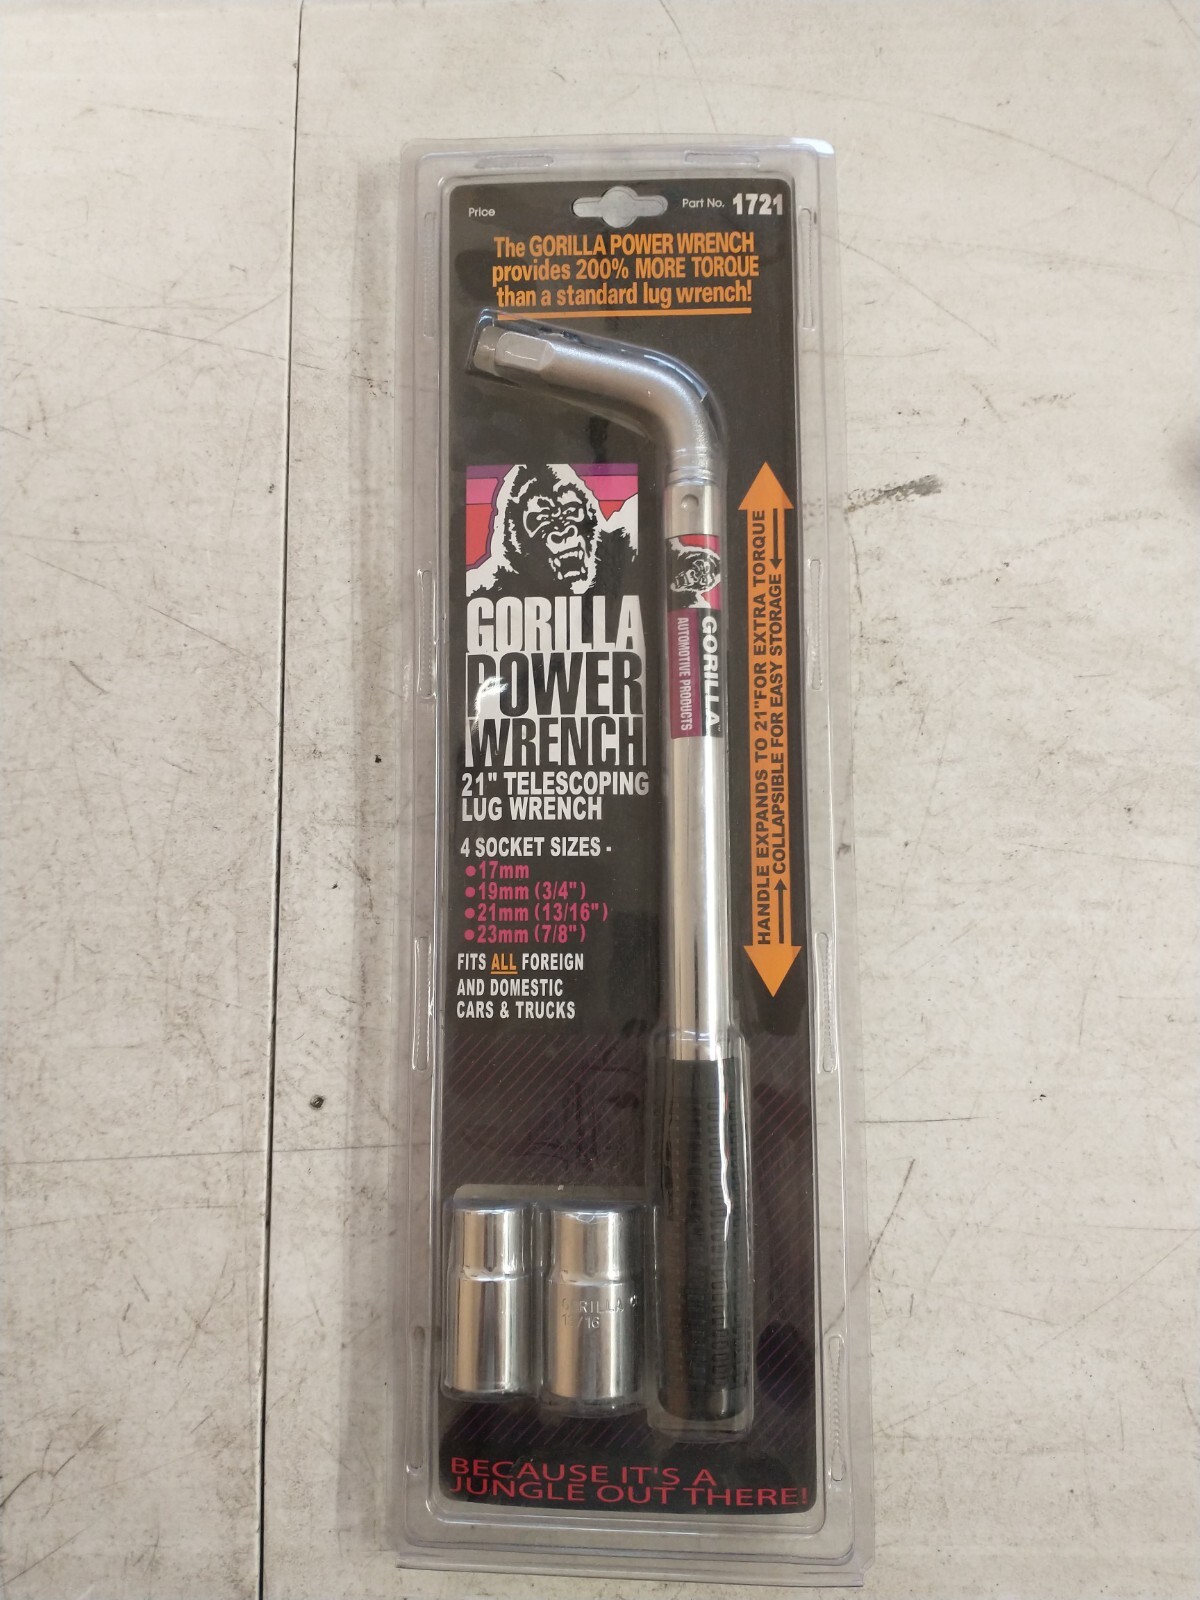 Price
Part No. 1721
The GORILLA POWER WRENCH
provides 200% MORE TORQUE
than a standard lug wrench!
GORILLA
POWER
WRENCH
21" TELESCOPING
LUG WRENCH
4 SOCKET SIZES -
●17mm
●19mm (3/4")
●21mm (13/16")
●23mm (7/8")
FITS ALL FOREIGN
AND DOMESTIC
CARS & TRUCKS
GORILLA
AUTOMOTIVE PRODUCTS
HANDLE EXPANDS TO 21" FOR EXTRA TORQUE
COLLAPSIBLE FOR EASY STORAGE
GORILLA
13/16
BECAUSE IT'S A
JUNGLE OUT THERE!